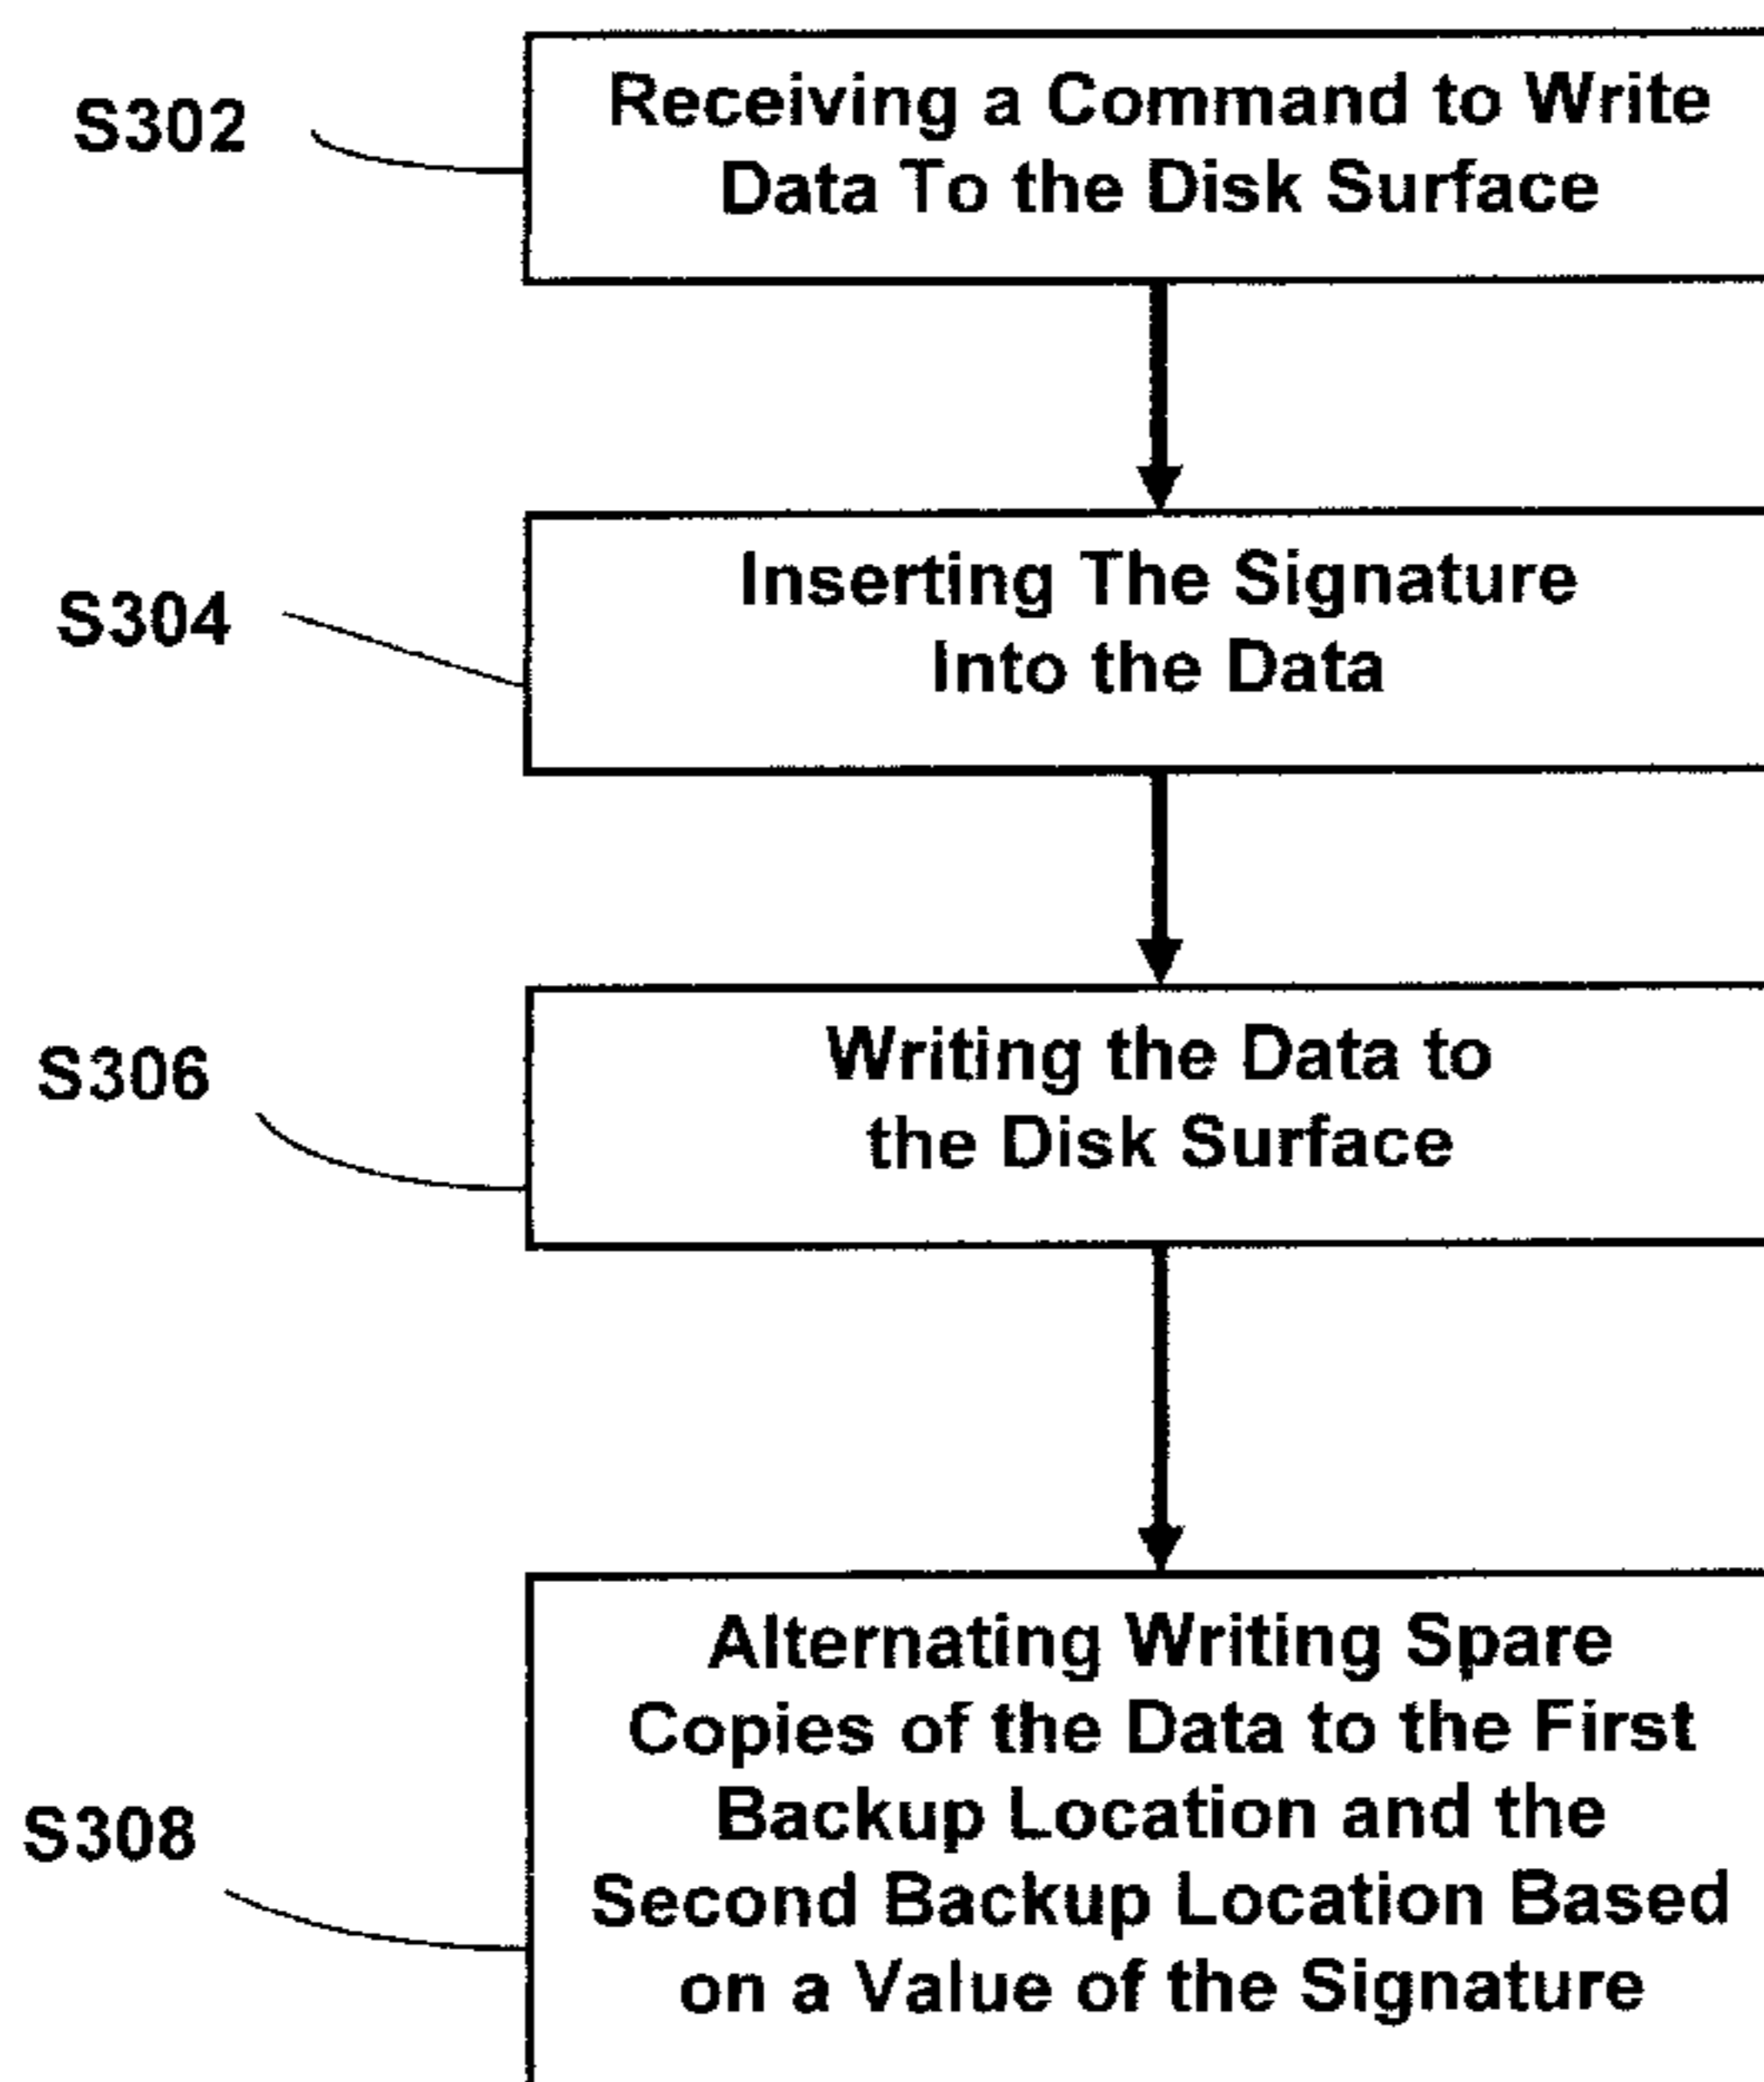 S302
Receiving a Command to Write
Data To the Disk Surface
S304
Inserting The Signature
Into the Data
S306
Writing the Data to
the Disk Surface
S308
Alternating Writing Spare
Copies of the Data to the First
Backup Location and the
Second Backup Location Based
on a Value of the Signature